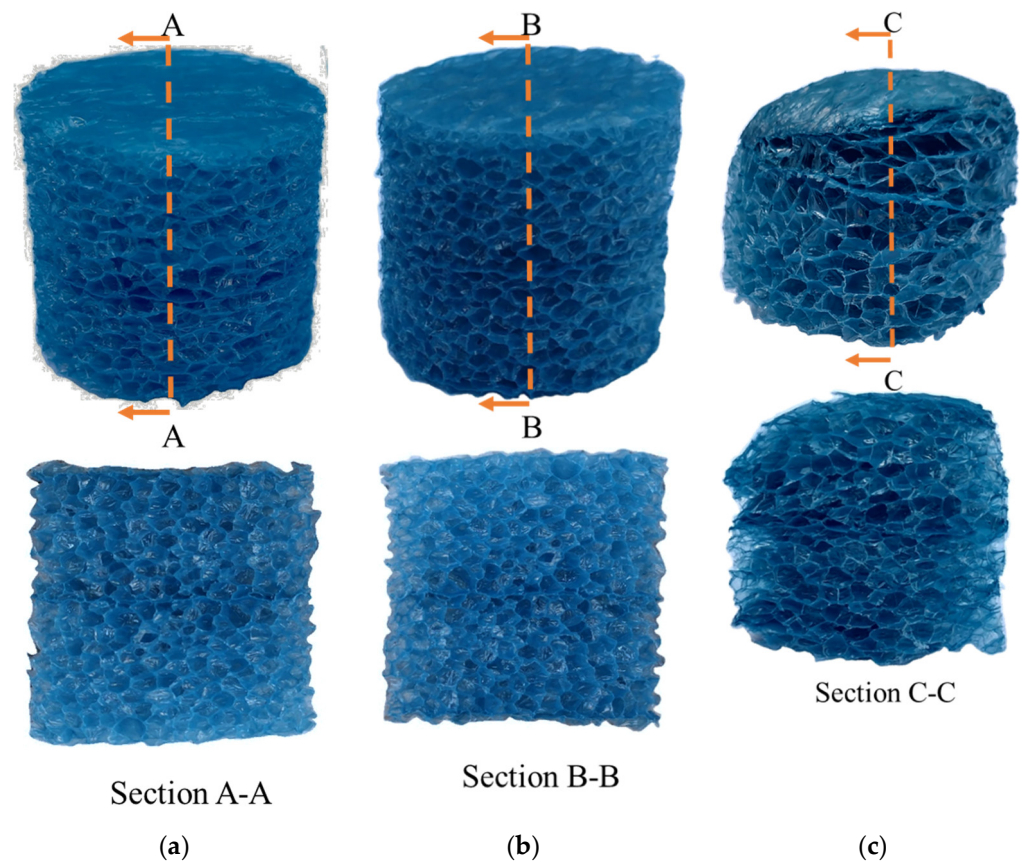 A
B
C
A
B
C
Section A-A
Section B-B
Section C-C
(a)
(b)
(c)